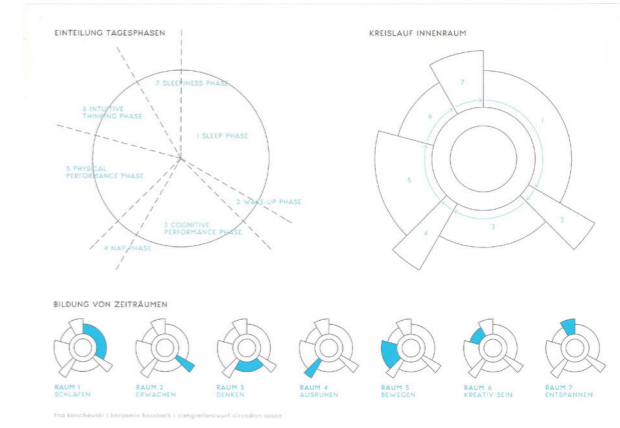 EINTEILUNG TAGESPHASEN
7 SLEEPINESS PHASE
6 INTUITIVE
THINKING PHASE
1 SLEEP PHASE
5 PHYSICAL
PERFORMANCE PHASE
2 WAKE-UP PHASE
3 COGNITIVE
PERFORMANCE PHASE
4 NAP PHASE
KREISLAUF INNENRAUM
7
1
6
5
2
3
4
BILDUNG VON ZEITRÄUMEN
RAUM 1
SCHLAFEN
RAUM 2
ERWACHEN
RAUM 3
DENKEN
RAUM 4
AUSRUHEN
RAUM 5
BEWEGEN
RAUM 6
KREATIV SEIN
RAUM 7
ENTSPANNEN
circadian space